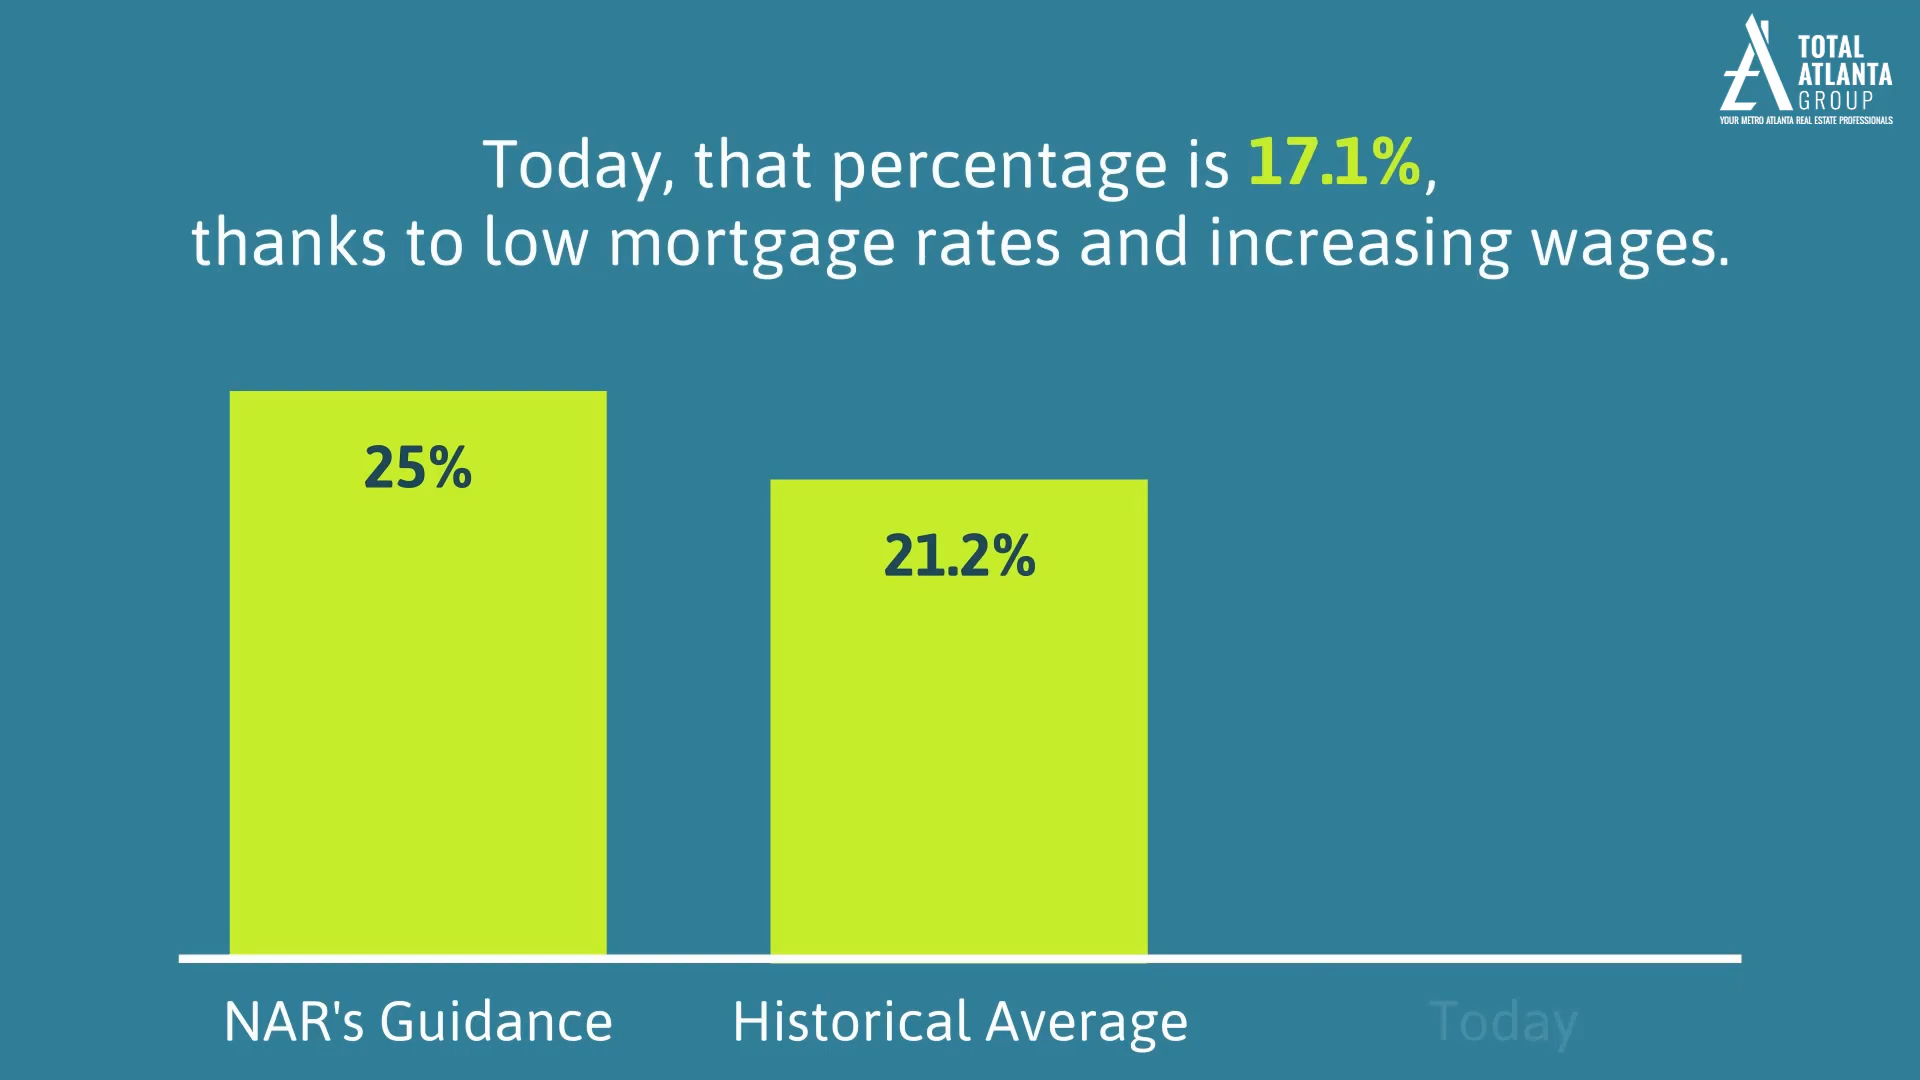 TOTAL
ATLANTA
GROUP
YOUR METRO ATLANTA REAL ESTATE PROFESSIONALS
Today, that percentage is 17.1%,
thanks to low mortgage rates and increasing wages.
25%
21.2%
NAR's Guidance
Historical Average
Today